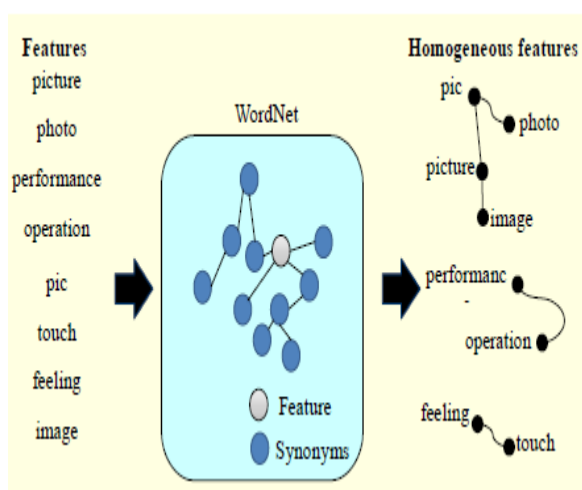 Features
picture
photo
performance
operation
pic
touch
feeling
image
WordNet
Feature
Synonyms
Homogeneous features
pic
photo
picture
image
performanc
-
operation
feeling
touch